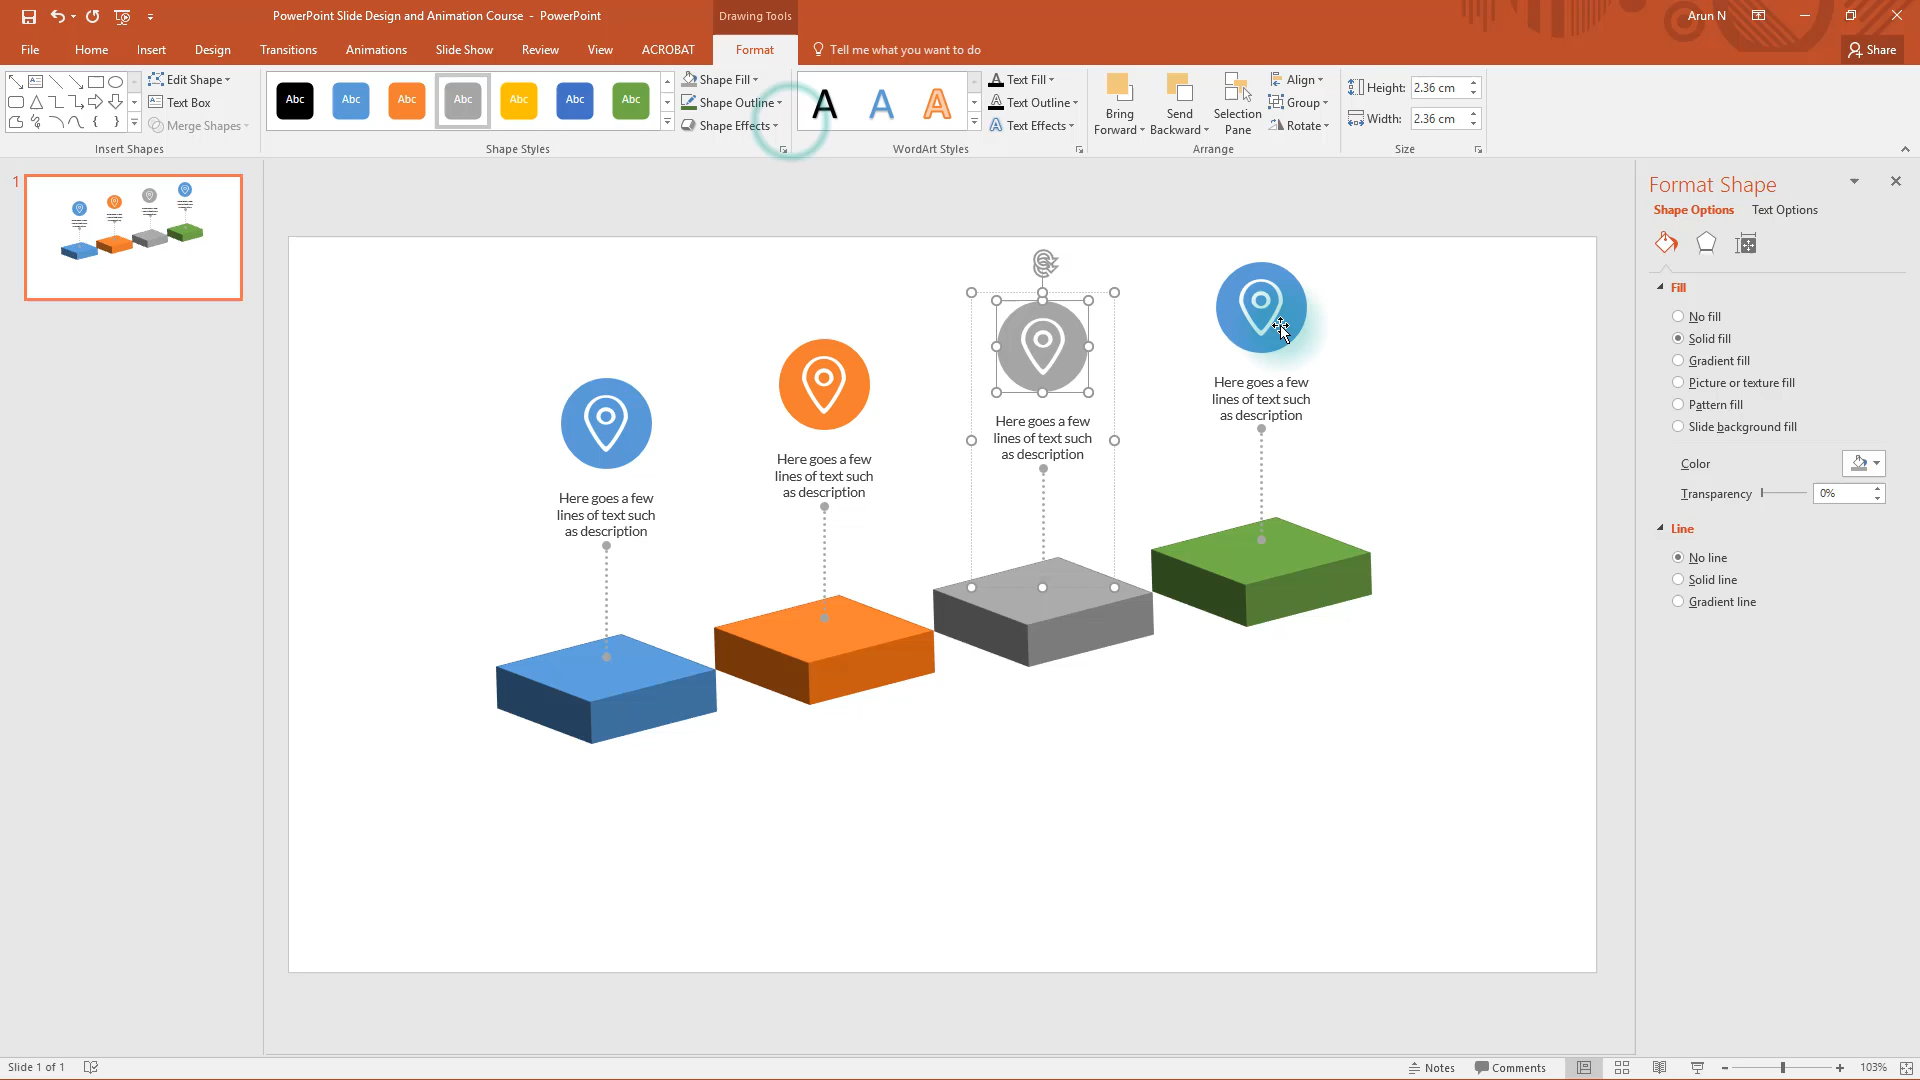 PowerPoint Slide Design and Animation Course - PowerPoint
Drawing Tools
Arun N
File
Home
Insert
Design
Transitions
Animations
Slide Show
Review
View
ACROBAT
Format
Tell me what you want to do
Share
Edit Shape
Text Box
Merge Shapes
Insert Shapes
Abc
Abc
Abc
Abc
Abc
Abc
Abc
Shape Fill
Shape Outline
Shape Effects
Shape Styles
A
A
A
Text Fill
Text Outline
Text Effects
WordArt Styles
Bring
Forward
Send
Backward
Selection
Pane
Align
Group
Rotate
Arrange
Height:
2.36 cm
Width:
2.36 cm
Size
1
Here goes a few
lines of text such
as description
Here goes a few
lines of text such
as description
Here goes a few
lines of text such
as description
Here goes a few
lines of text such
as description
Format Shape
Shape Options
Text Options
Fill
No fill
Solid fill
Gradient fill
Picture or texture fill
Pattern fill
Slide background fill
Color
Transparency
0%
Line
No line
Solid line
Gradient line
Slide 1 of 1
Notes
Comments
103%